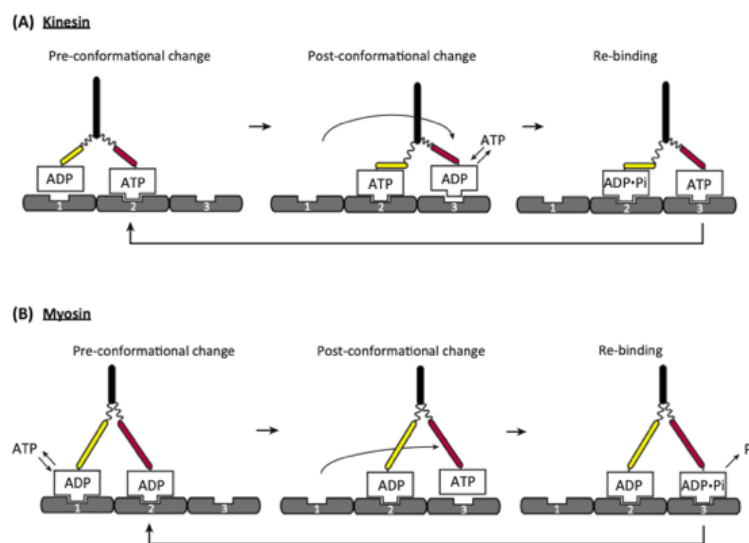 (A) Kinesin
Pre-conformational change
Post-conformational change
Re-binding
ADP
ATP
1
2
3
ATP
ATP
ADP
1
2
3
ADP•Pi
ATP
1
2
3
(B) Myosin
Pre-conformational change
Post-conformational change
Re-binding
ATP
ADP
ADP
1
2
3
ADP
ATP
1
2
3
ADP
ADP•Pi
1
2
3